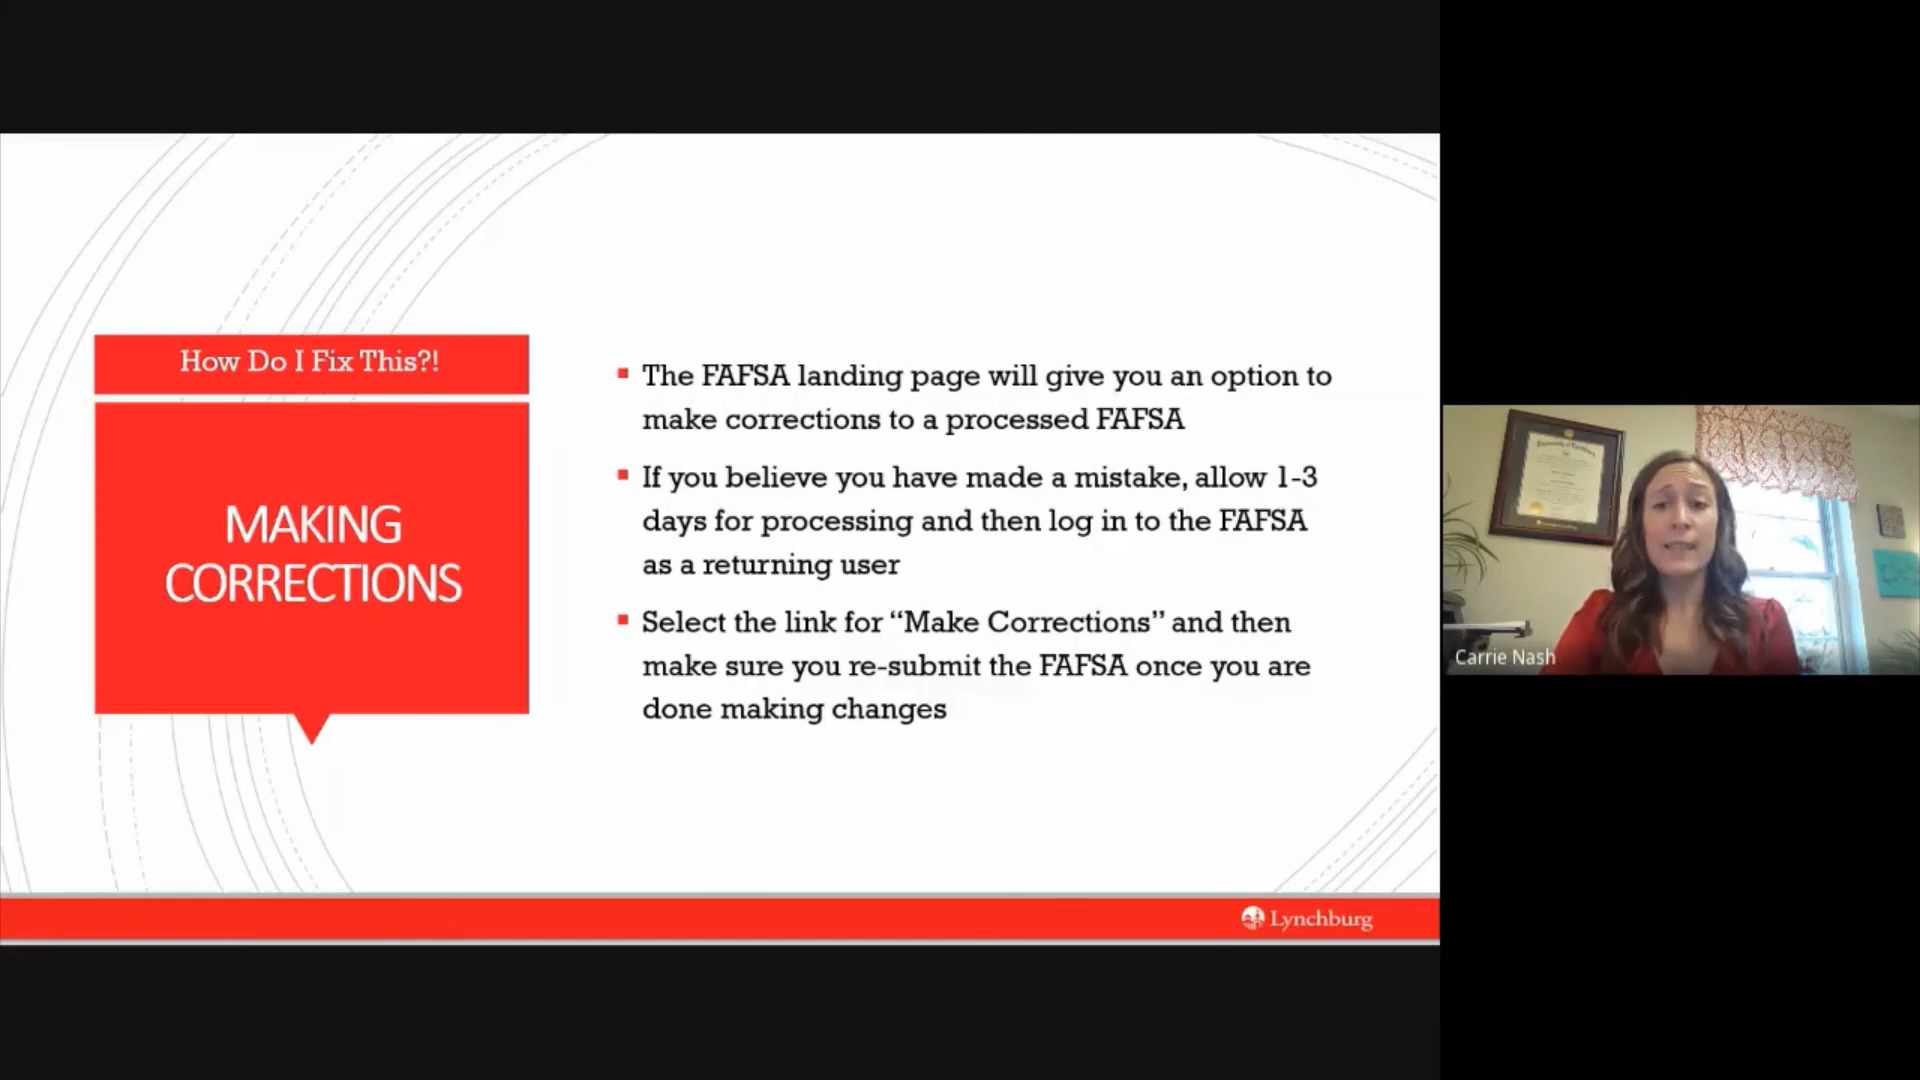 How Do I Fix This?!
MAKING
CORRECTIONS
The FAFSA landing page will give you an option to
make corrections to a processed FAFSA
If you believe you have made a mistake, allow 1-3
days for processing and then log in to the FAFSA
as a returning user
Select the link for “Make Corrections” and then
make sure you re-submit the FAFSA once you are
done making changes
Lynchburg
Carrie Nash